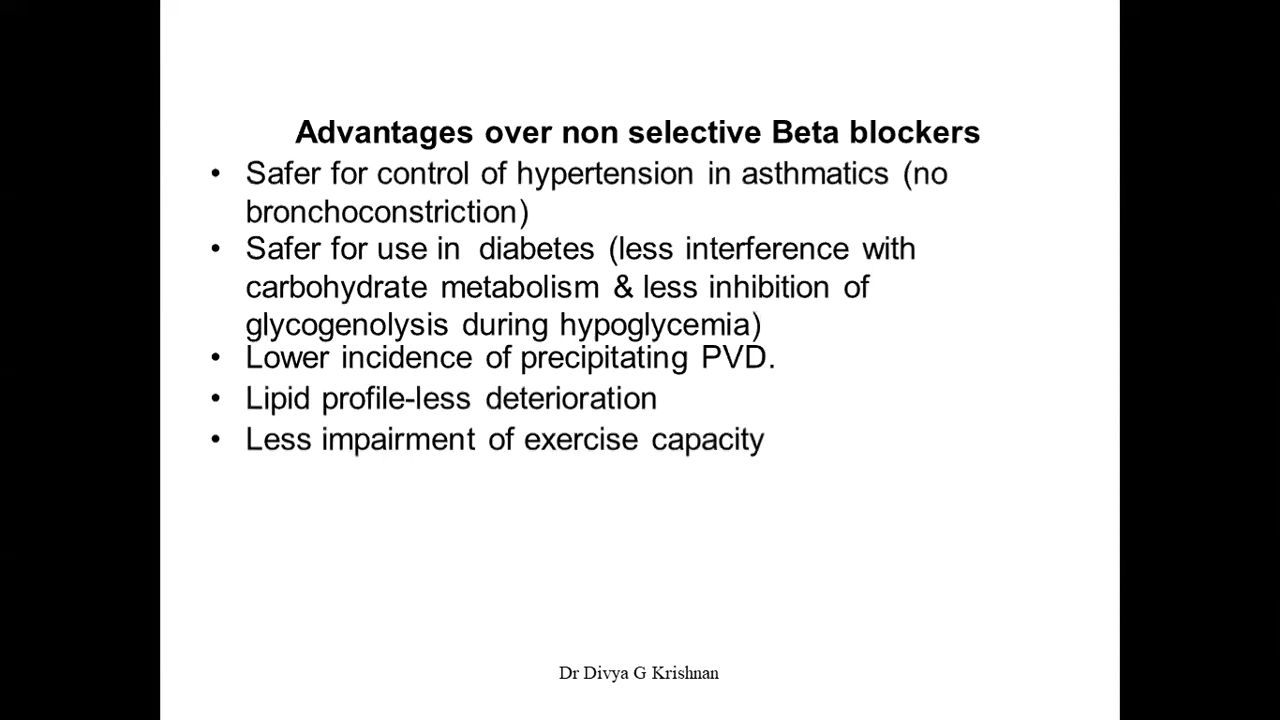 Advantages over non selective Beta blockers
• Safer for control of hypertension in asthmatics (no
bronchoconstriction)
• Safer for use in diabetes (less interference with
carbohydrate metabolism & less inhibition of
glycogenolysis during hypoglycemia)
• Lower incidence of precipitating PVD.
• Lipid profile-less deterioration
• Less impairment of exercise capacity
Dr Divya G Krishnan